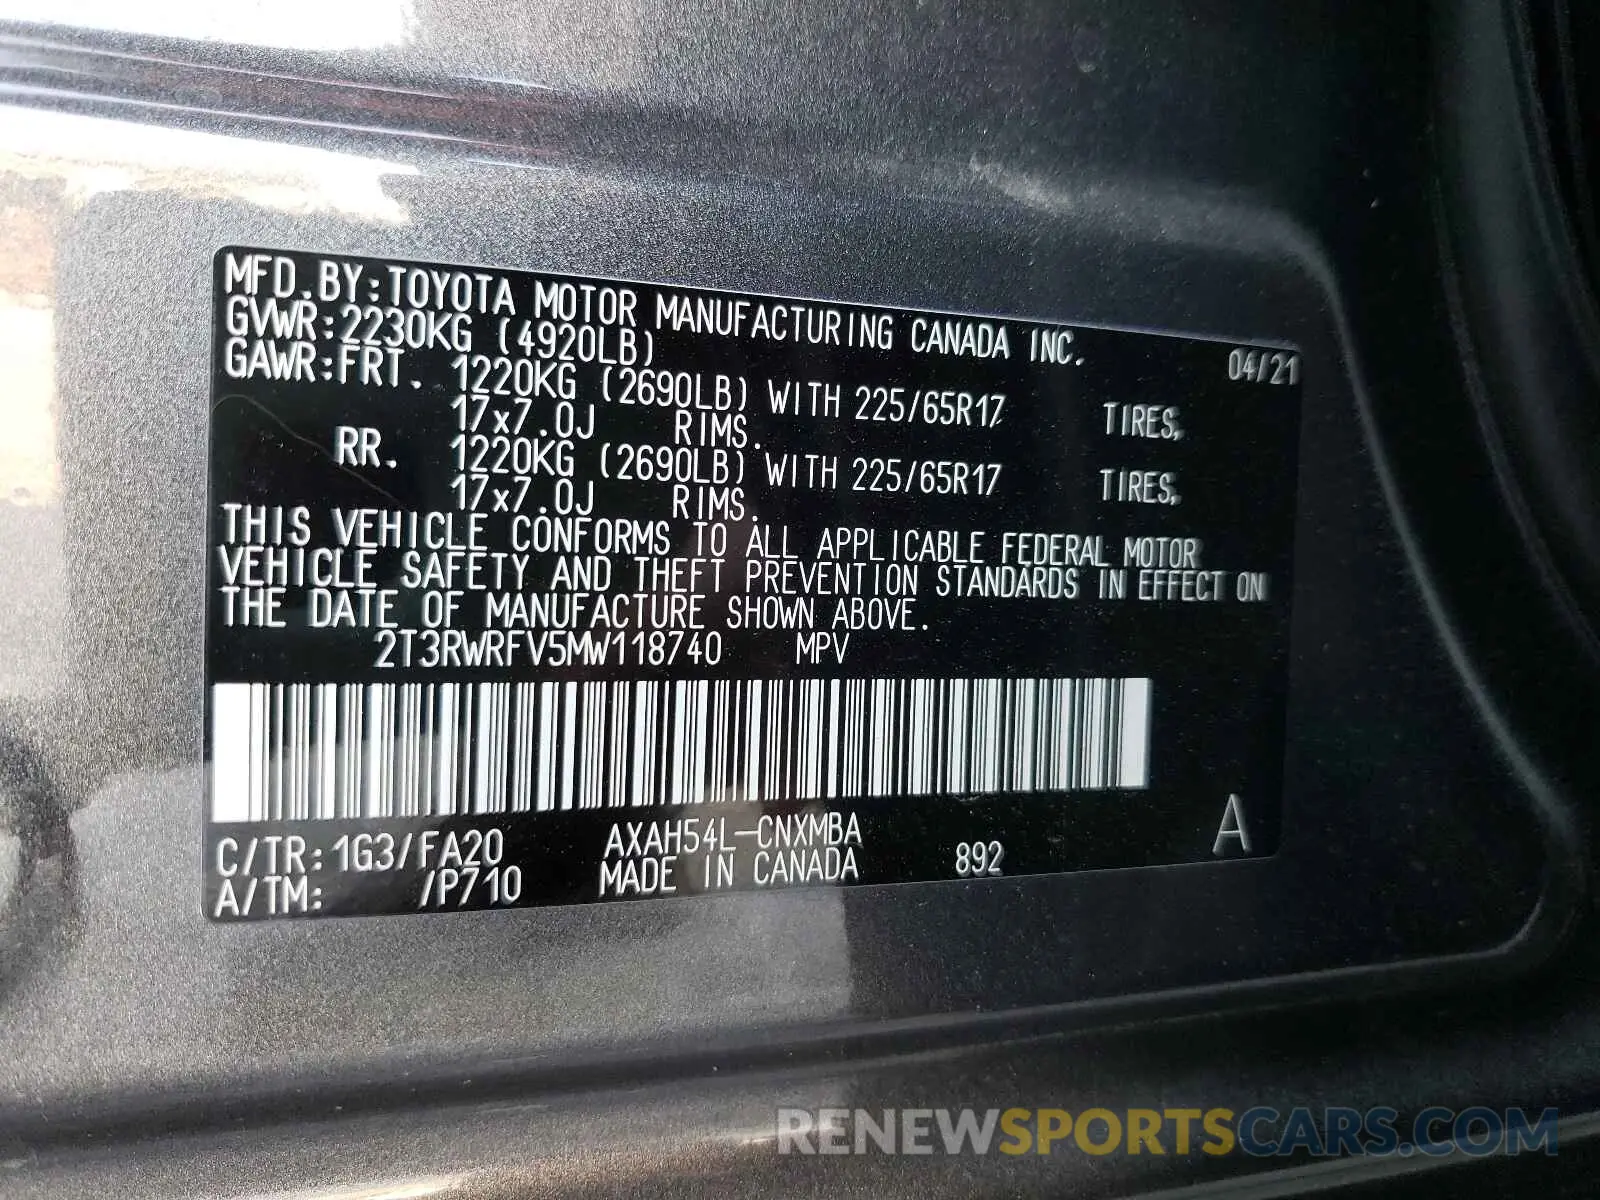 MFD.BY:TOYOTA MOTOR MANUFACTURING CANADA INC. 04/21
GVWR:2230KG (4920LB)
GAWR:FRT. 1220KG (2690LB) WITH 225/65R17 TIRES,
17x7.0J RIMS.
RR. 1220KG (2690LB) WITH 225/65R17 TIRES,
17x7.0J RIMS.
THIS VEHICLE CONFORMS TO ALL APPLICABLE FEDERAL MOTOR
VEHICLE SAFETY AND THEFT PREVENTION STANDARDS IN EFFECT ON
THE DATE OF MANUFACTURE SHOWN ABOVE.
2T3RWRFV5MW118740 MPV
C/TR:1G3/FA20 AXAH54L-CNXMBA A
A/TM: /P710 MADE IN CANADA 892
RENEWSPORTSCARS.COM